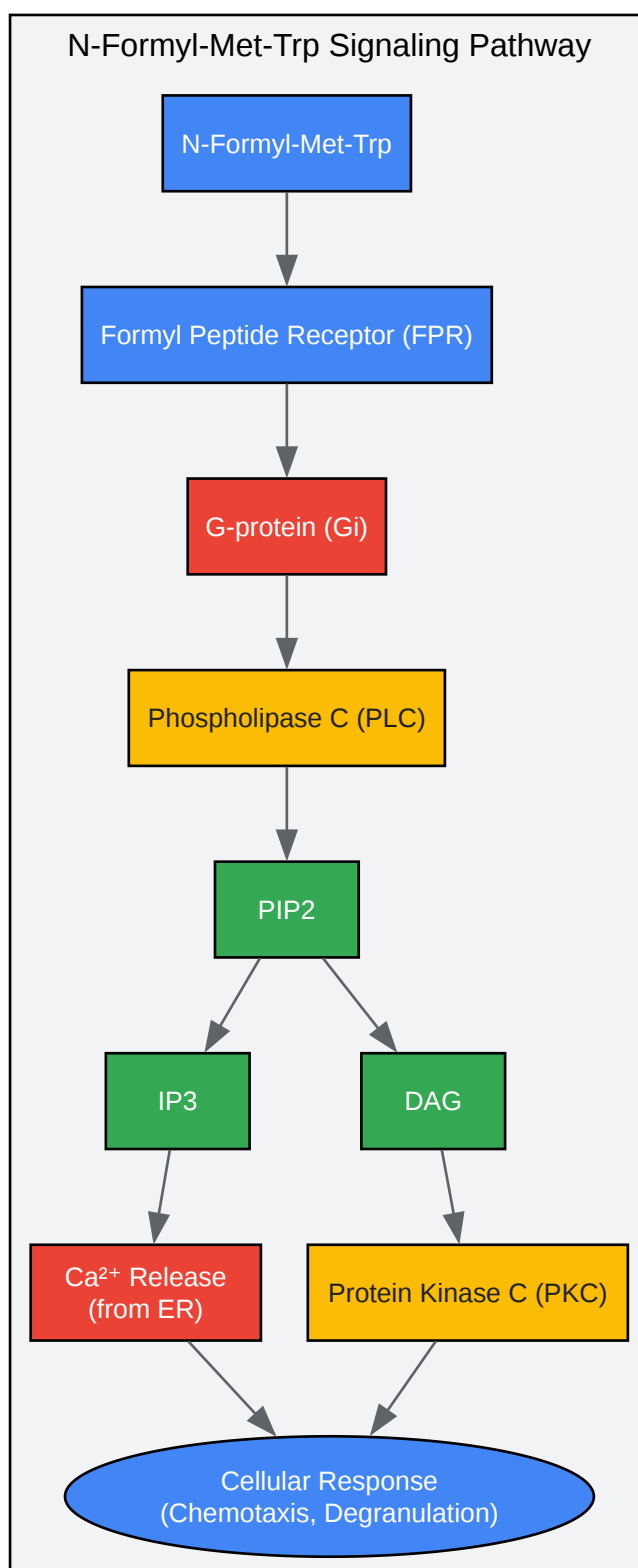 N-Formyl-Met-Trp Signaling Pathway
N-Formyl-Met-Trp
Formyl Peptide Receptor (FPR)
G-protein (Gi)
Phospholipase C (PLC)
PIP2
IP3
DAG
Ca²⁺ Release
(from ER)
Protein Kinase C (PKC)
Cellular Response
(Chemotaxis, Degranulation)